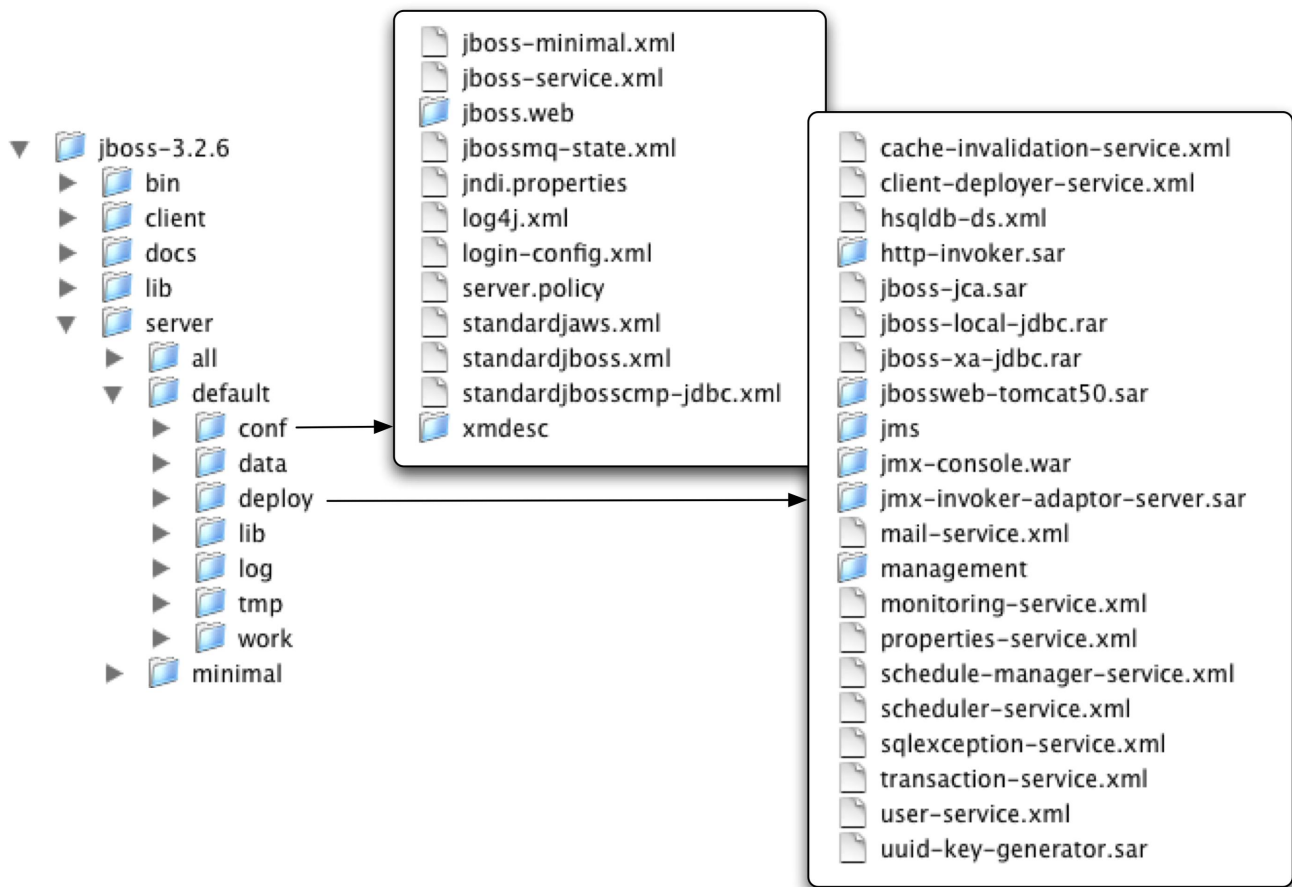 jboss-3.2.6
bin
client
docs
lib
server
all
default
conf
data
deploy
lib
log
tmp
work
minimal
jboss-minimal.xml
jboss-service.xml
jboss.web
jbossmq-state.xml
jndi.properties
log4j.xml
login-config.xml
server.policy
standardjaws.xml
standardjboss.xml
standardjbosscmp-jdbc.xml
xmdesc
cache-invalidation-service.xml
client-deployer-service.xml
hsqldb-ds.xml
http-invoker.sar
jboss-jca.sar
jboss-local-jdbc.rar
jboss-xa-jdbc.rar
jbossweb-tomcat50.sar
jms
jmx-console.war
jmx-invoker-adaptor-server.sar
mail-service.xml
management
monitoring-service.xml
properties-service.xml
schedule-manager-service.xml
scheduler-service.xml
sqlexception-service.xml
transaction-service.xml
user-service.xml
uuid-key-generator.sar